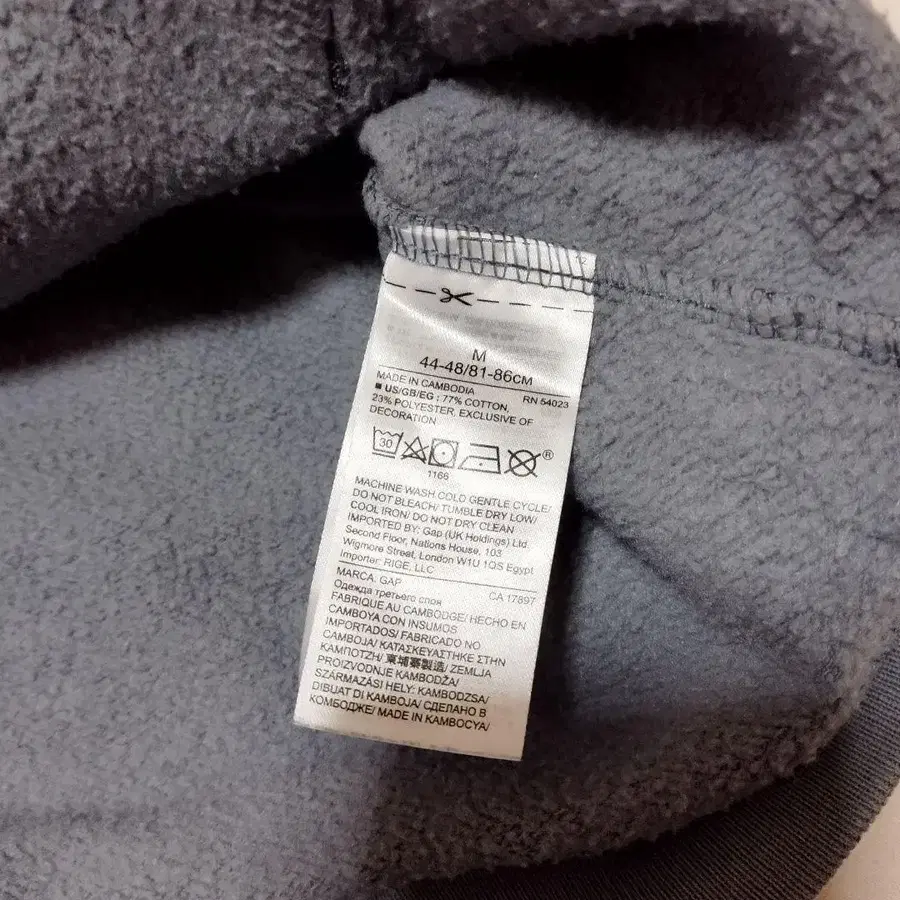 M
44-48/81-86CM
MADE IN CAMBODIA RN 54023
■ US/GB/EG : 77% COTTON,
23% POLYESTER, EXCLUSIVE OF
DECORATION
30 ®
1166
MACHINE WASH COLD GENTLE CYCLE/
DO NOT BLEACH/ TUMBLE DRY LOW/
COOL IRON/ DO NOT DRY CLEAN
IMPORTED BY: Gap (UK Holdings) Ltd.
Second Floor, Nations House, 103
Wigmore Street, London W1U 1QS Egypt
Importer: RIGE, LLC
MARCA: GAP CA 17897
Одежда третьего слоя
FABRIQUE AU CAMBODGE/ HECHO EN
CAMBOYA CON INSUMOS
IMPORTADOS/ FABRICADO NO
CAMBOJA/ ΚΑΤΑΣΚΕΥΑΣΤΗΚΕ ΣΤΗΝ
ΚΑΜΠΟΤΖΗ/ 柬埔寨製造/ ZEMLJA
PROIZVODNJE KAMBODŽA/
SZÁRMAZÁSI HELY: KAMBODZSA/
DIBUAT DI KAMBOJA/ СДЕЛАНО В
КОМБОДЖЕ/ MADE IN KAMBOÇYA/